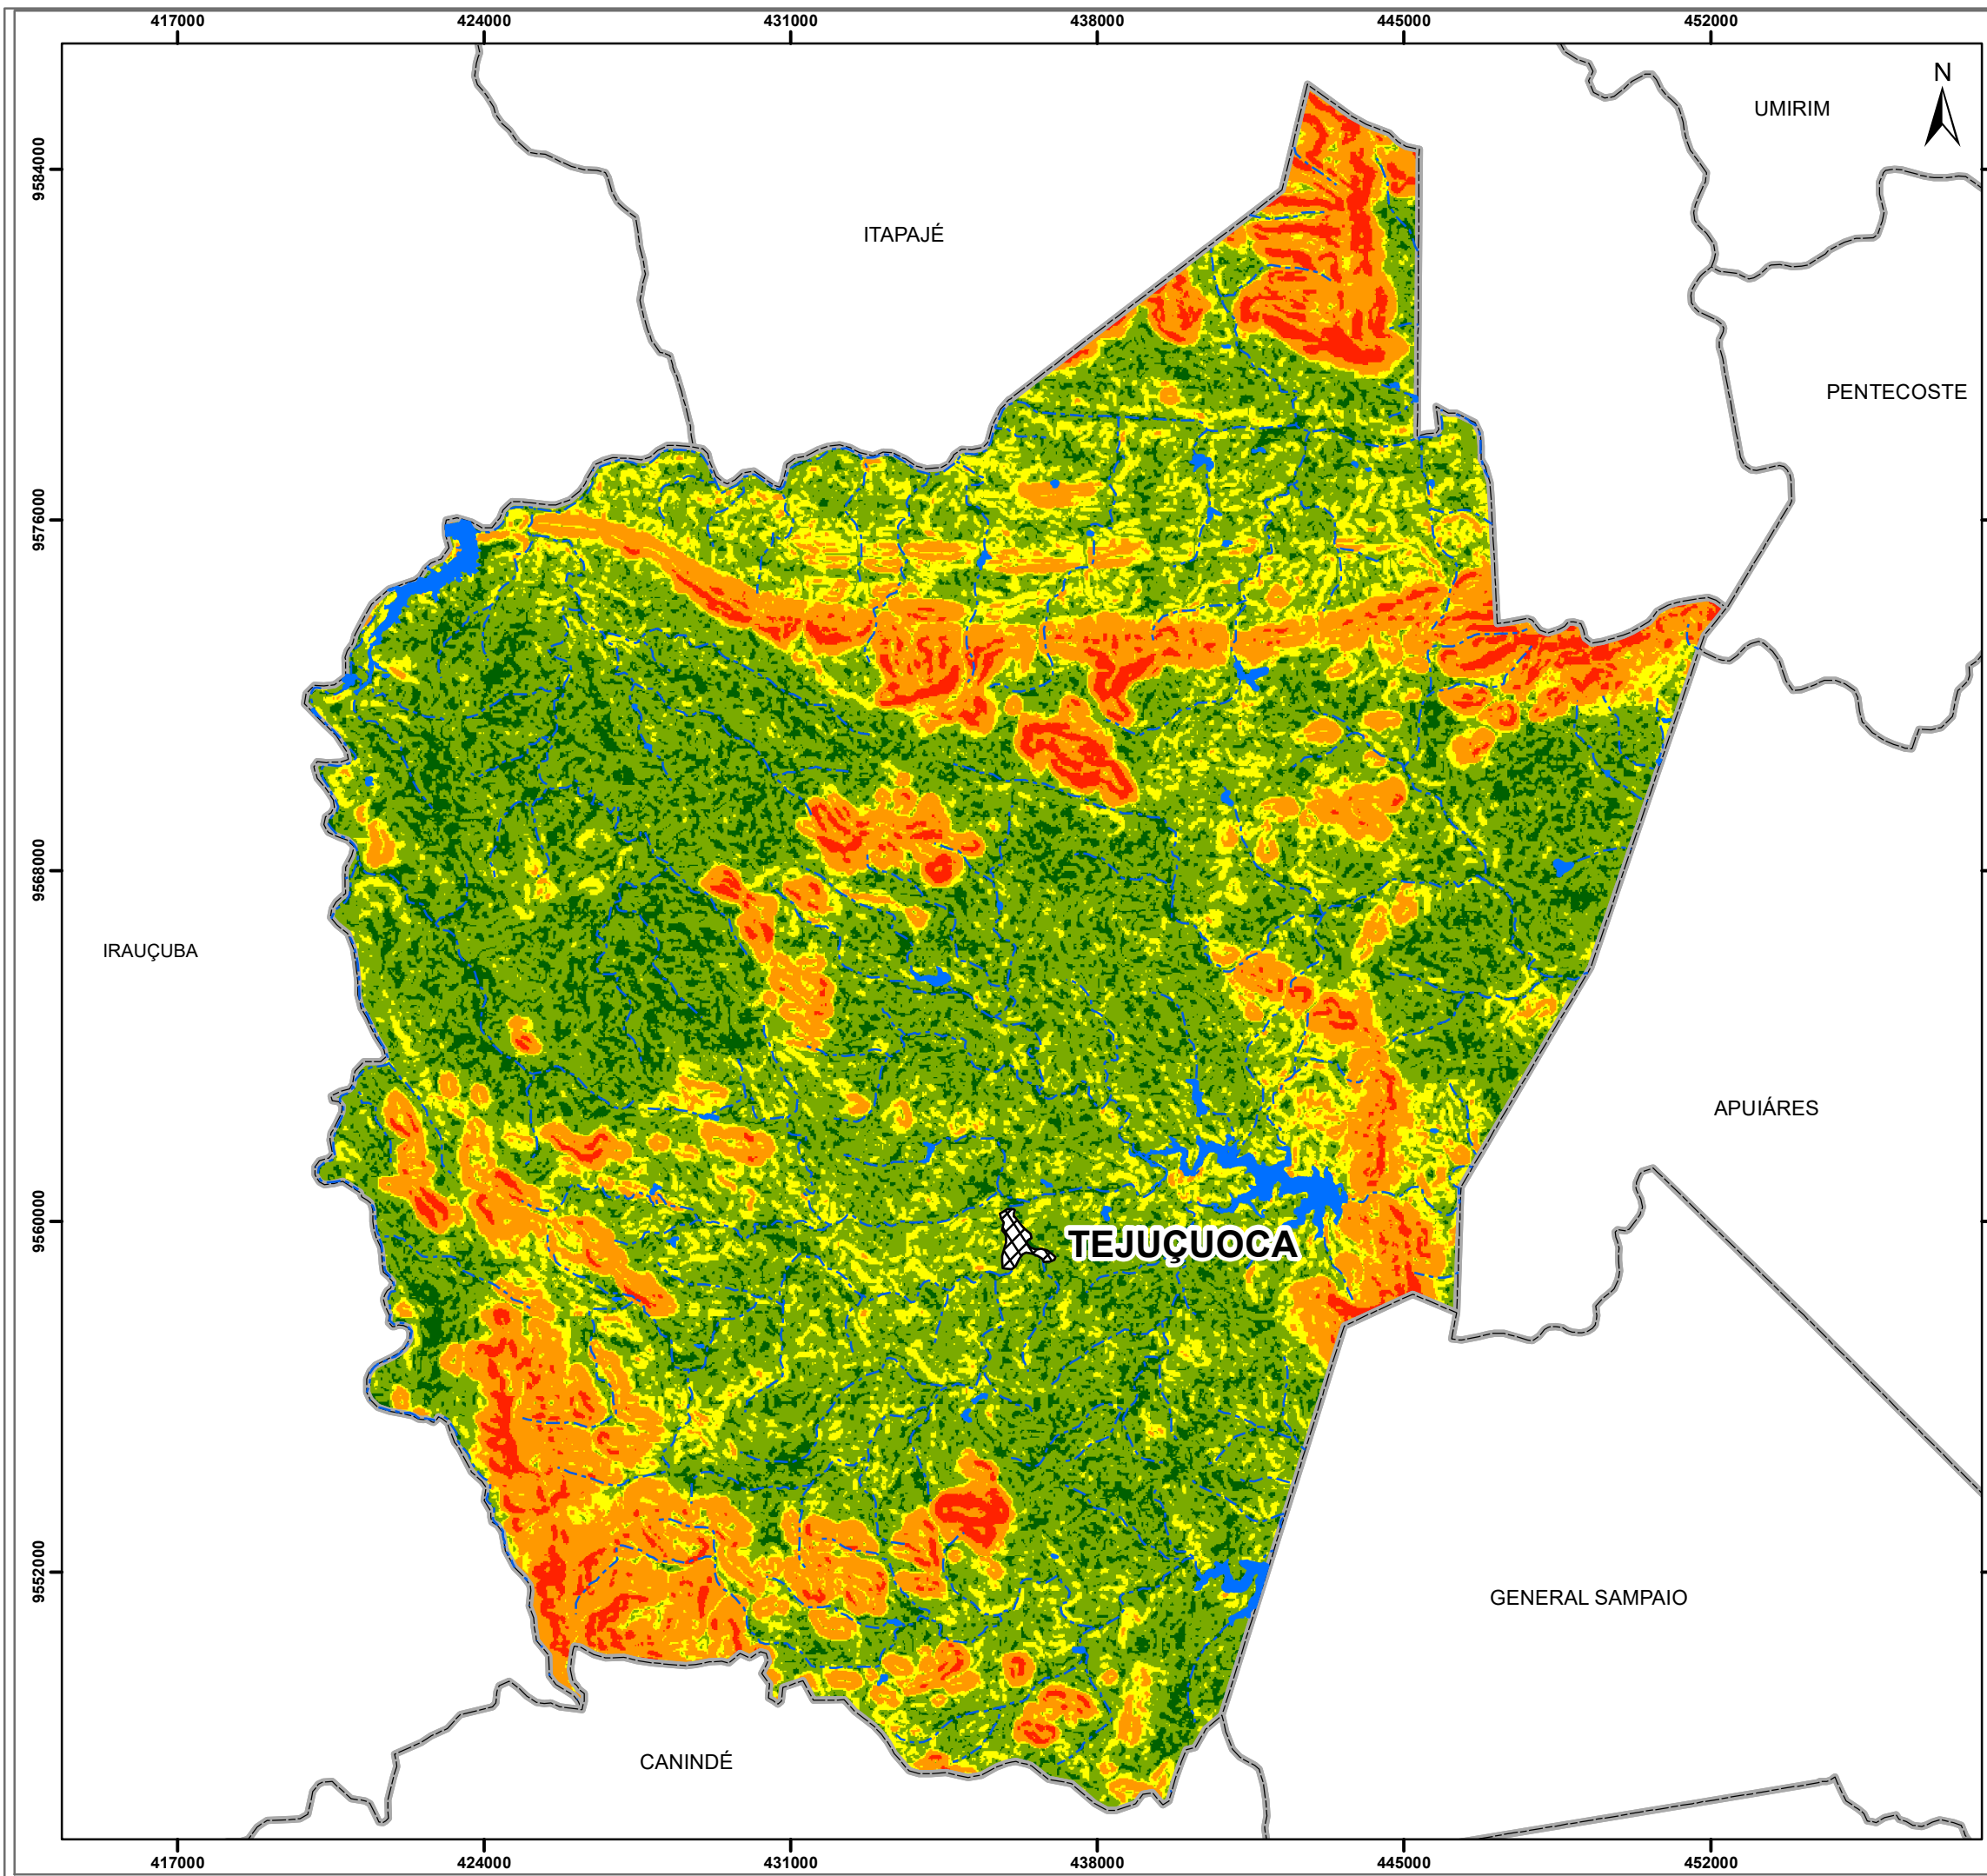 417000 424000 431000 438000 445000 452000
N
UMIRIM
9584000
ITAPAJÉ
PENTECOSTE
9576000
9568000
IRAUÇUBA
APUIÁRES
9560000
TEJUÇUOCA
9552000
GENERAL SAMPAIO
CANINDÉ
417000 424000 431000 438000 445000 452000